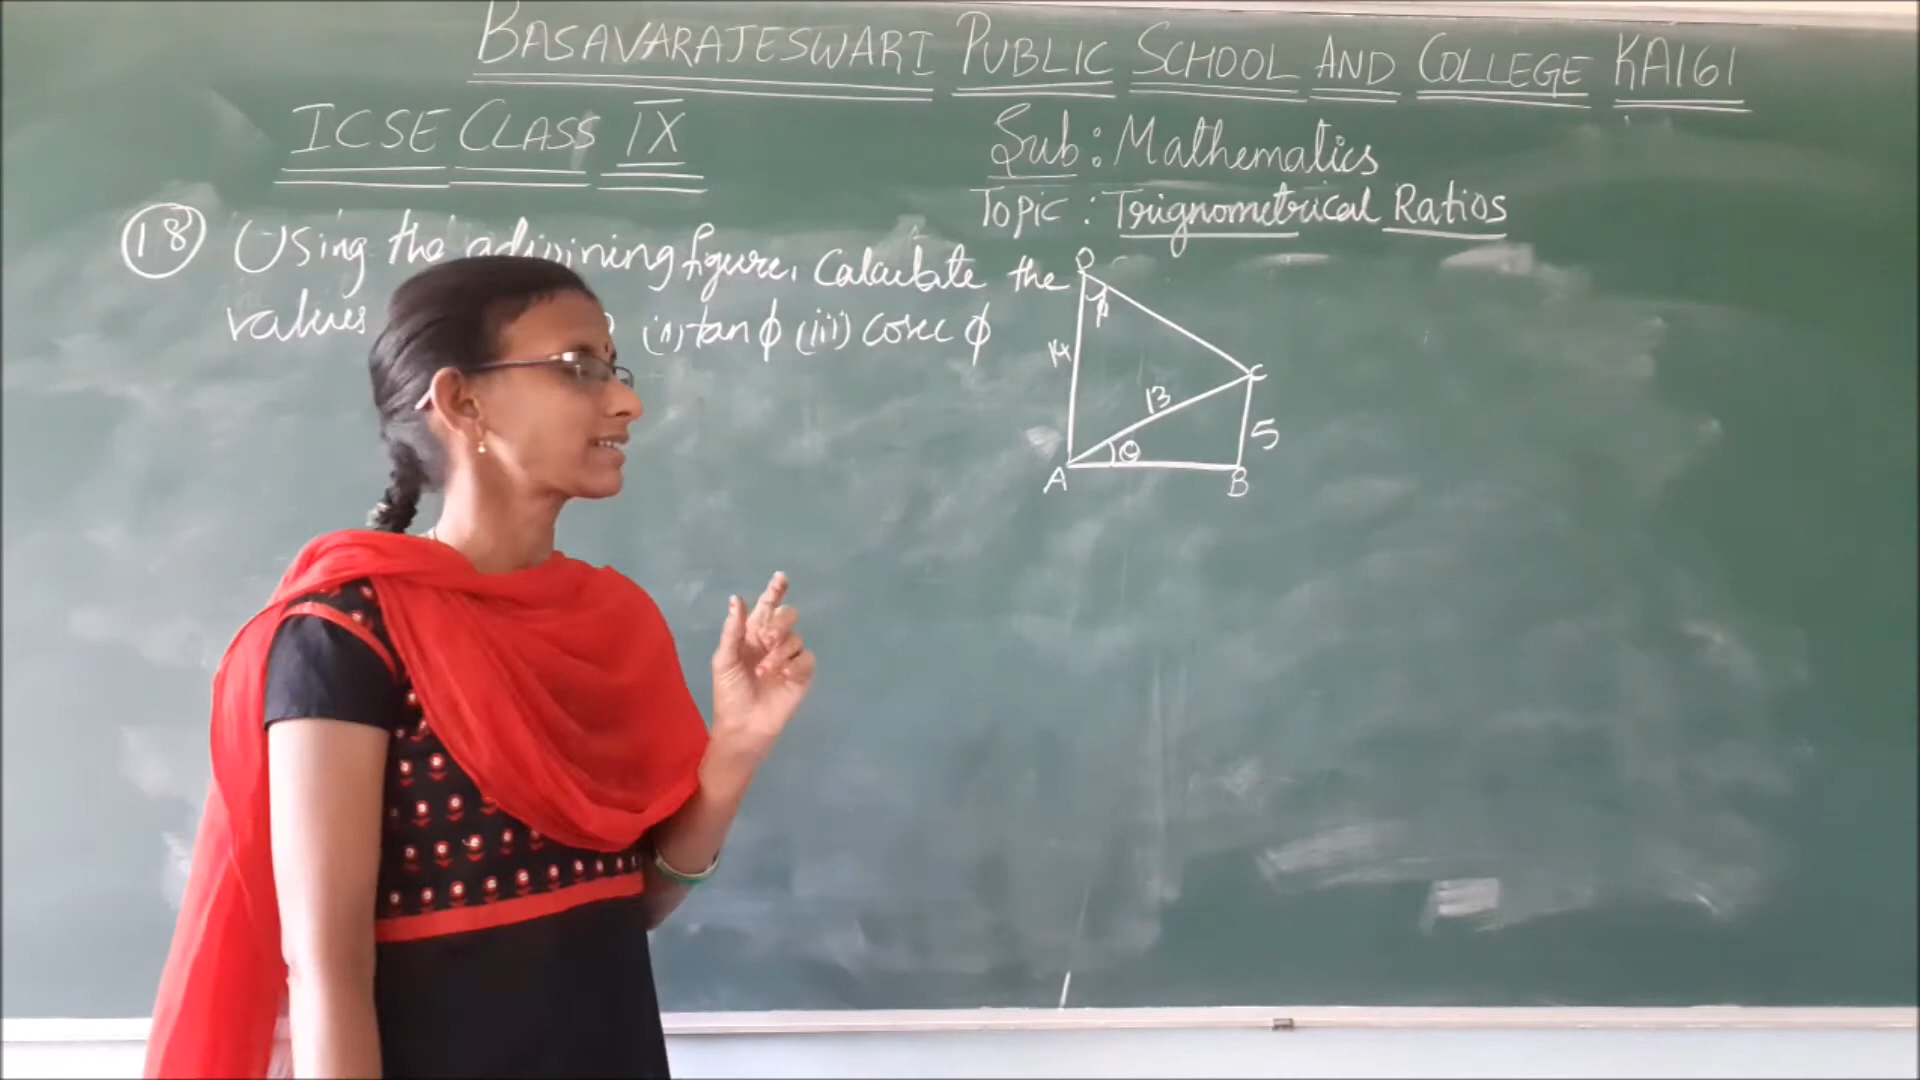 BASAVARAJESWARI PUBLIC SCHOOL AND COLLEGE KA161
ICSE CLASS IX
Sub: Mathematics
Topic: Trignometrical Ratios
18 Using the adjoining figure, Calculate the
values (ii) tan ϕ (iii) cosec ϕ
D
ϕ
14
C
13
5
θ
A B